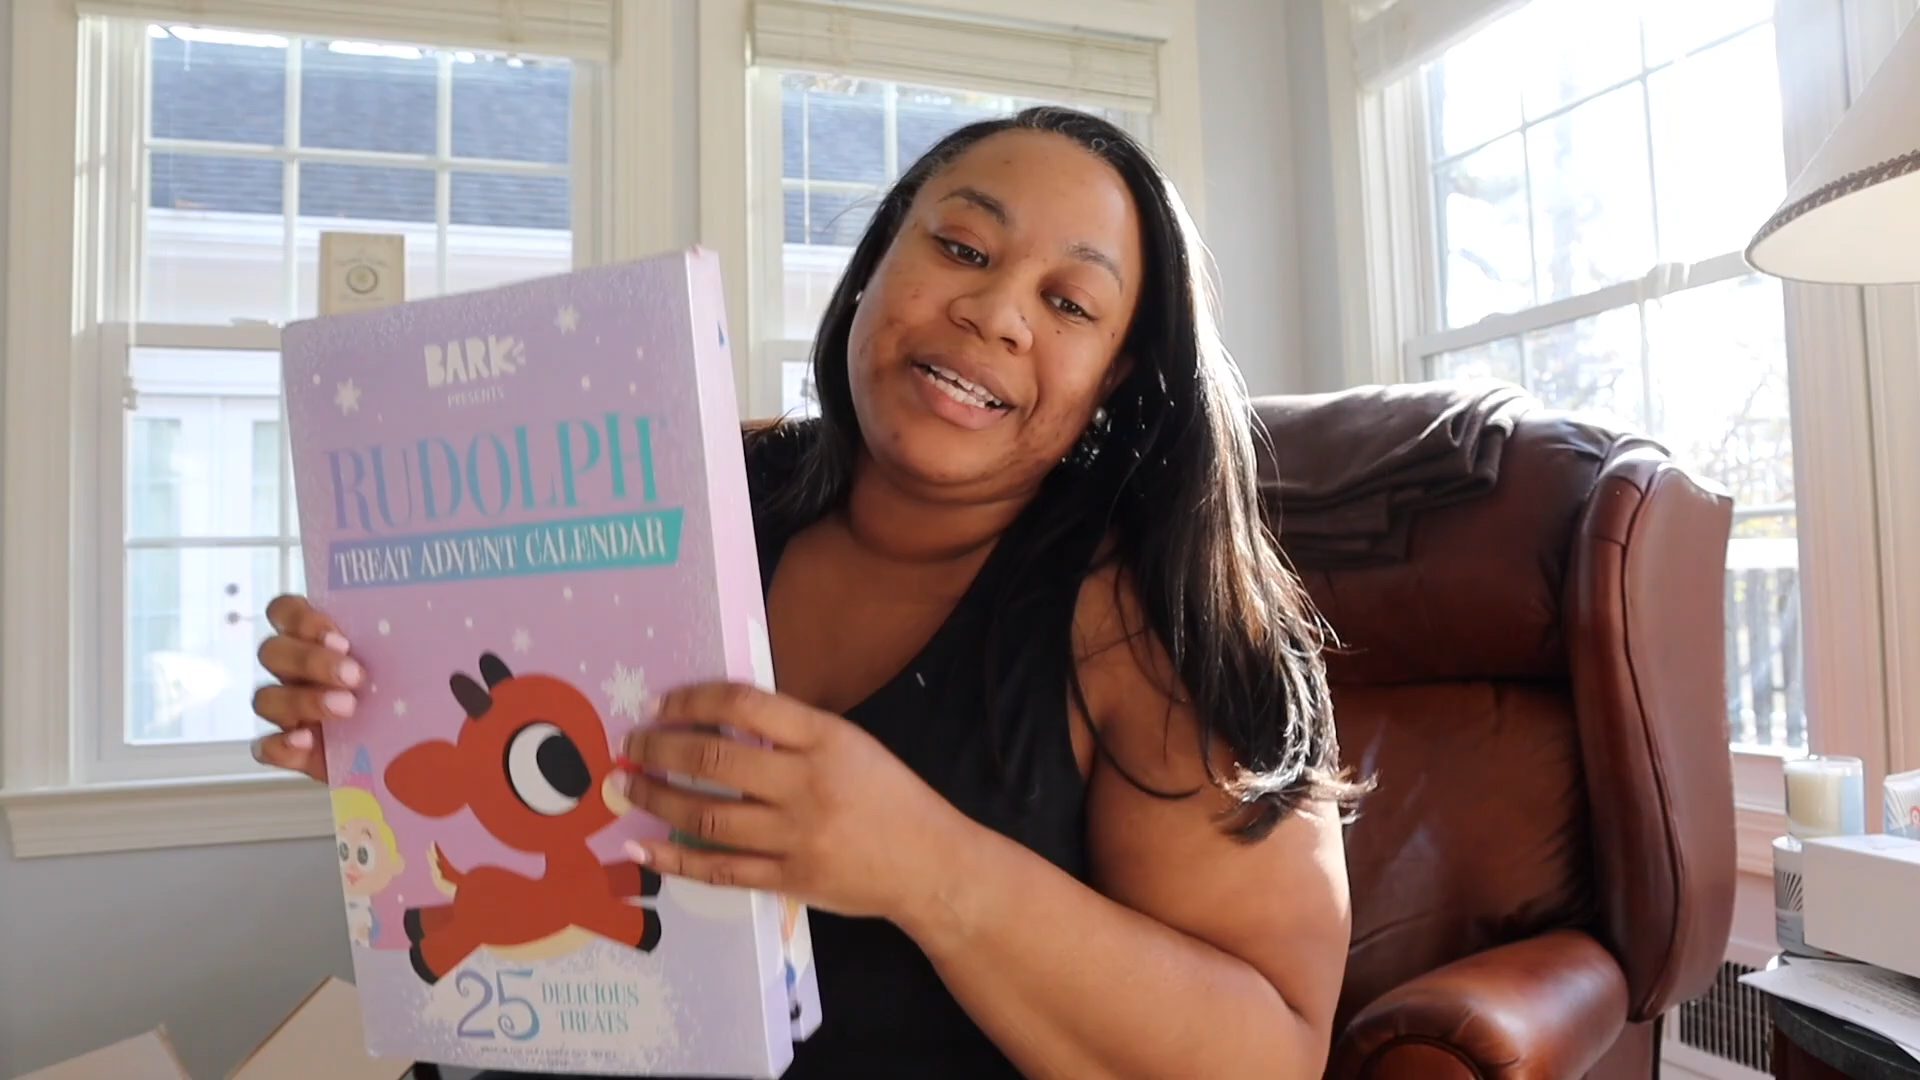 BARK
PRESENTS
RUDOLPH
TREAT ADVENT CALENDAR
25
DELICIOUS
TREATS